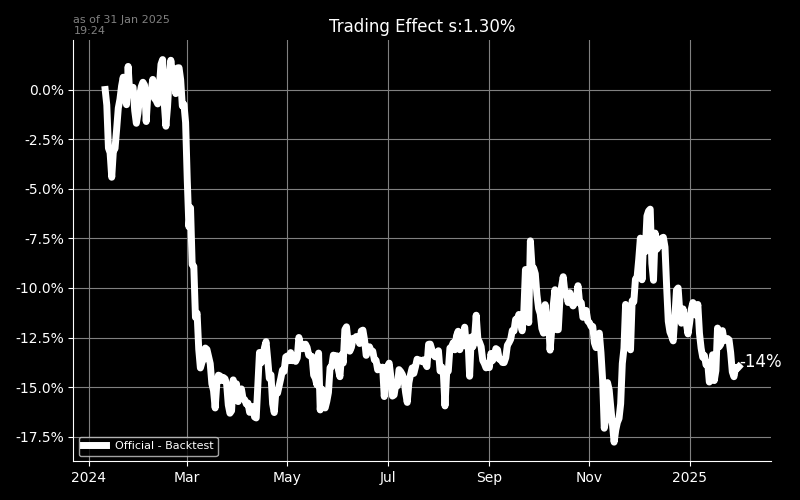 as of 31 Jan 2025
19:24
Trading Effect s:1.30%
0.0%
-2.5%
-5.0%
-7.5%
-10.0%
-12.5%
-15.0%
-17.5%
-14%
Official - Backtest
2024 Mar May Jul Sep Nov 2025